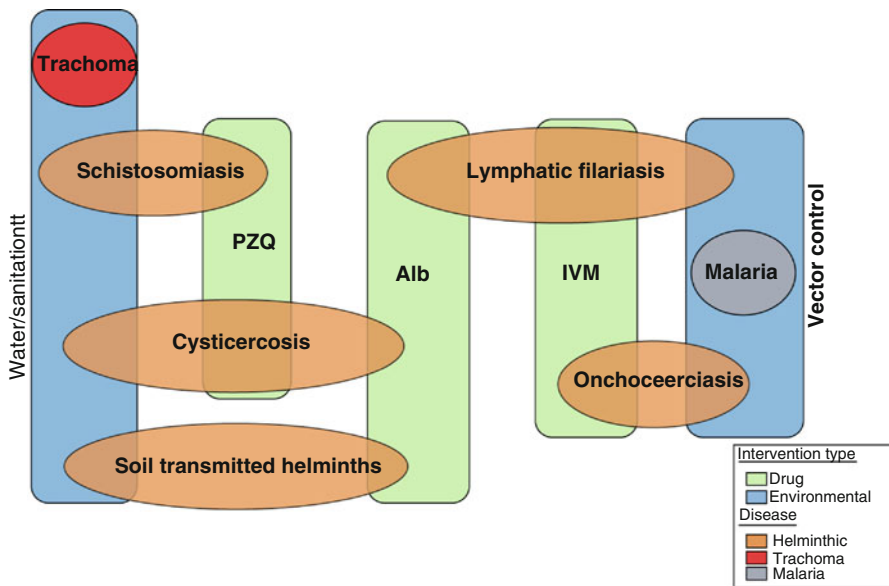 Trachoma
Schistosomiasis
Lymphatic filariasis
PZQ
Alb
IVM
Malaria
Vector control
Water/sanitationtt
Cysticercosis
Onchoceerciasis
Soil transmitted helminths
Intervention type
Drug
Environmental
Disease
Helminthic
Trachoma
Malaria